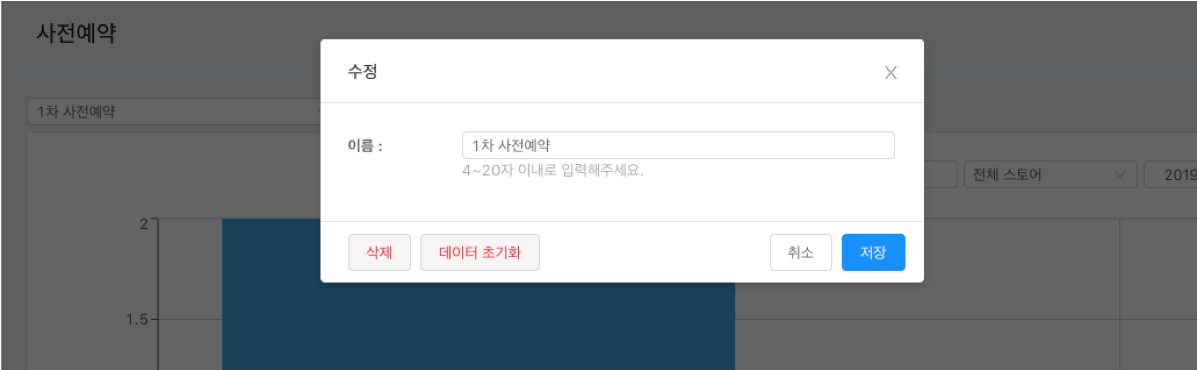 사전예약
수정
1차 사전예약
이름 :
1차 사전예약
4~20자 이내로 입력해주세요.
전체 스토어
2019
2
삭제
데이터 초기화
취소
저장
1.5